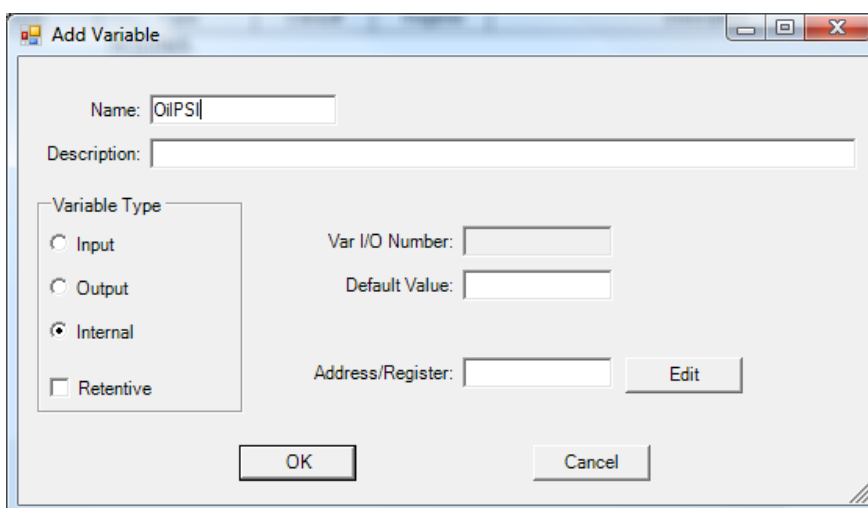 Add Variable
Name: OilPSI
Description:
Variable Type
Input
Var I/O Number:
Output
Default Value:
Internal
Retentive
Address/Register:
Edit
OK
Cancel